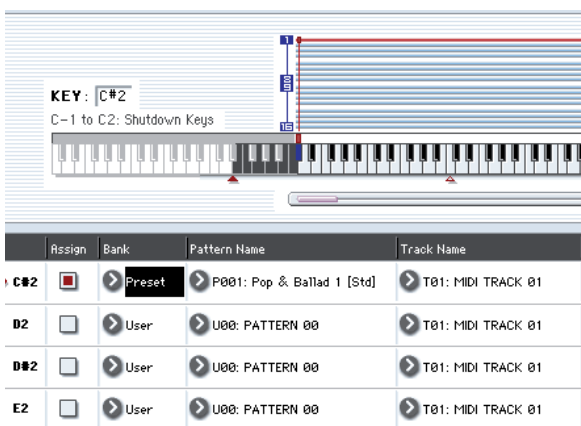 1
8
9
16
KEY: C#2
C-1 to C2: Shutdown Keys
Assign Bank Pattern Name Track Name
C#2 Preset P001: Pop & Ballad 1 [Std] T01: MIDI TRACK 01
D2 User U00: PATTERN 00 T01: MIDI TRACK 01
D#2 User U00: PATTERN 00 T01: MIDI TRACK 01
E2 User U00: PATTERN 00 T01: MIDI TRACK 01